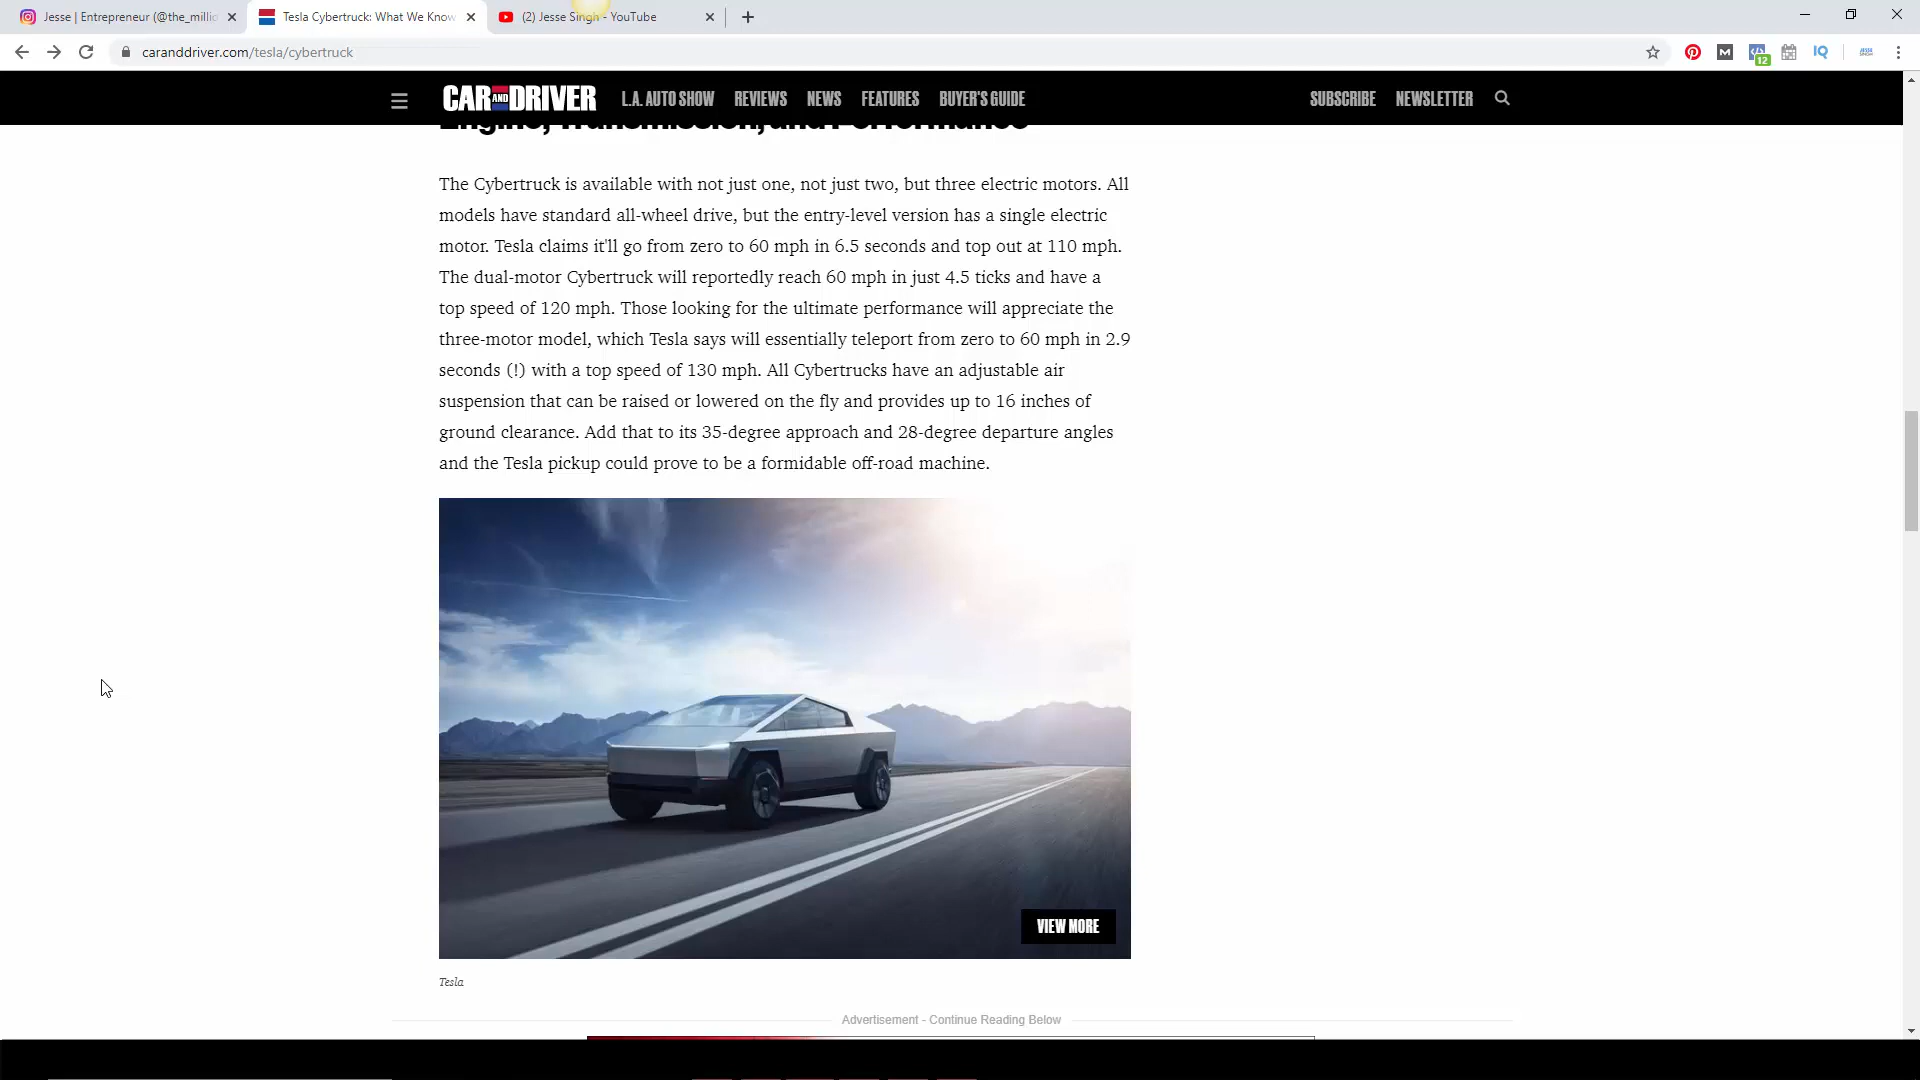 Jesse | Entrepreneur (@the_millio
Tesla Cybertruck: What We Know
(2) Jesse Singh - YouTube
caranddriver.com/tesla/cybertruck
12
CAR AND DRIVER
L.A. AUTO SHOW
REVIEWS
NEWS
FEATURES
BUYER'S GUIDE
SUBSCRIBE
NEWSLETTER
Engine, Transmission, and Performance
The Cybertruck is available with not just one, not just two, but three electric motors. All
models have standard all-wheel drive, but the entry-level version has a single electric
motor. Tesla claims it'll go from zero to 60 mph in 6.5 seconds and top out at 110 mph.
The dual-motor Cybertruck will reportedly reach 60 mph in just 4.5 ticks and have a
top speed of 120 mph. Those looking for the ultimate performance will appreciate the
three-motor model, which Tesla says will essentially teleport from zero to 60 mph in 2.9
seconds (!) with a top speed of 130 mph. All Cybertrucks have an adjustable air
suspension that can be raised or lowered on the fly and provides up to 16 inches of
ground clearance. Add that to its 35-degree approach and 28-degree departure angles
and the Tesla pickup could prove to be a formidable off-road machine.
VIEW MORE
Tesla
Advertisement - Continue Reading Below